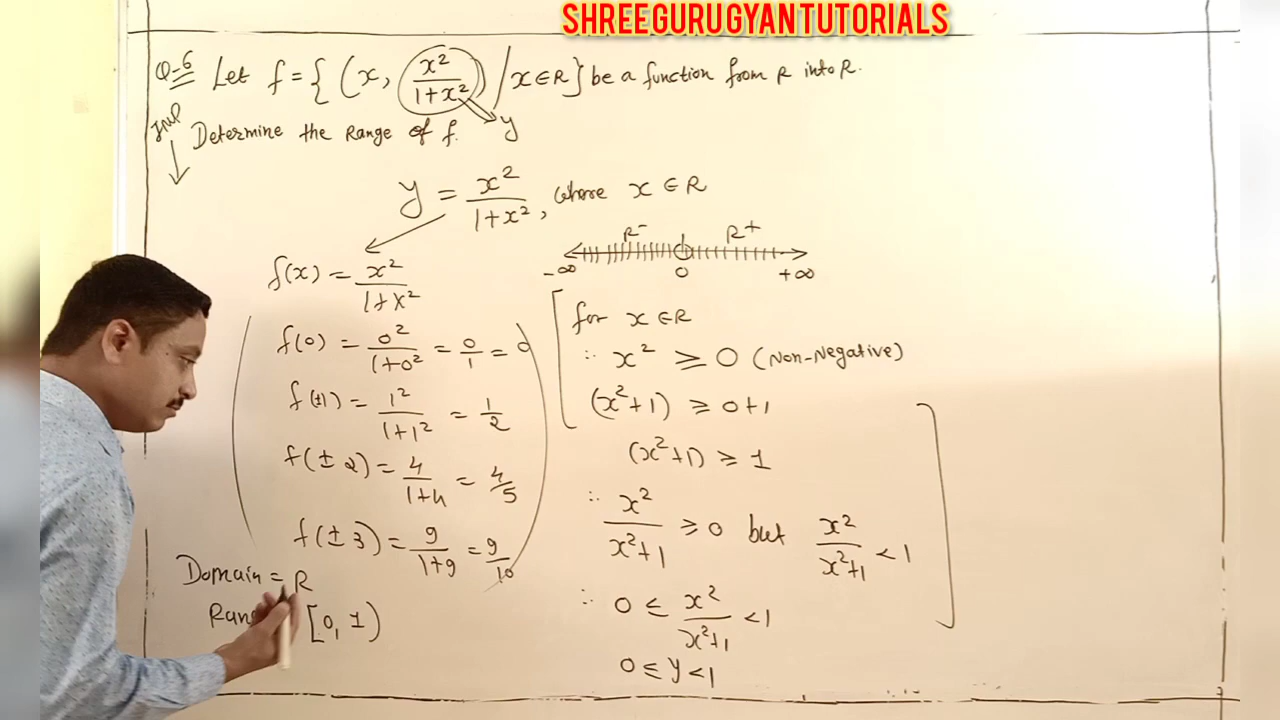 SHREE GURU GYAN TUTORIALS
Q-6 Let f = { (x, x²/1+x²) / x ∈ R } be a function from R into R.
Determine the Range of f. y
y = x²/1+x², where x ∈ R
R⁻ R⁺
-∞ 0 +∞
f(x) = x²/1+x²
f(0) = 0²/1+0² = 0/1 = 0
f(±1) = 1²/1+1² = 1/2
f(±2) = 4/1+4 = 4/5
f(±3) = 9/1+9 = 9/10
Domain = R
[0, 1)
for x ∈ R
∴ x² ≥ 0 (Non-Negative)
(x²+1) ≥ 0+1
(x²+1) ≥ 1
∴ x²/x²+1 ≥ 0 but x²/x²+1 < 1
∴ 0 ≤ x²/x²+1 < 1
0 ≤ y < 1